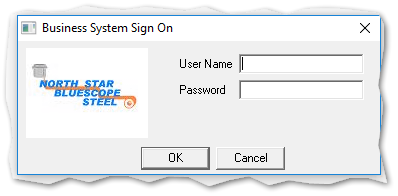 Business System Sign On
NORTH STAR
BLUESCOPE
STEEL
User Name
Password
OK
Cancel